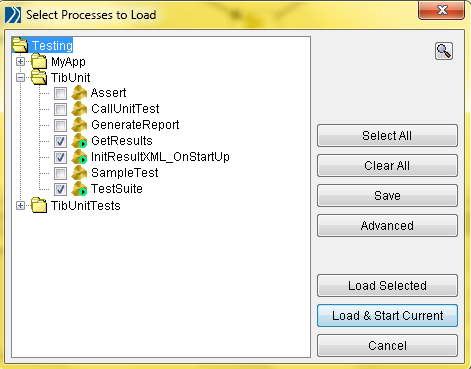 Select Processes to Load
Testing
MyApp
TibUnit
Assert
CallUnitTest
GenerateReport
GetResults
InitResultXML_OnStartUp
SampleTest
TestSuite
TibUnitTests
Select All
Clear All
Save
Advanced
Load Selected
Load & Start Current
Cancel